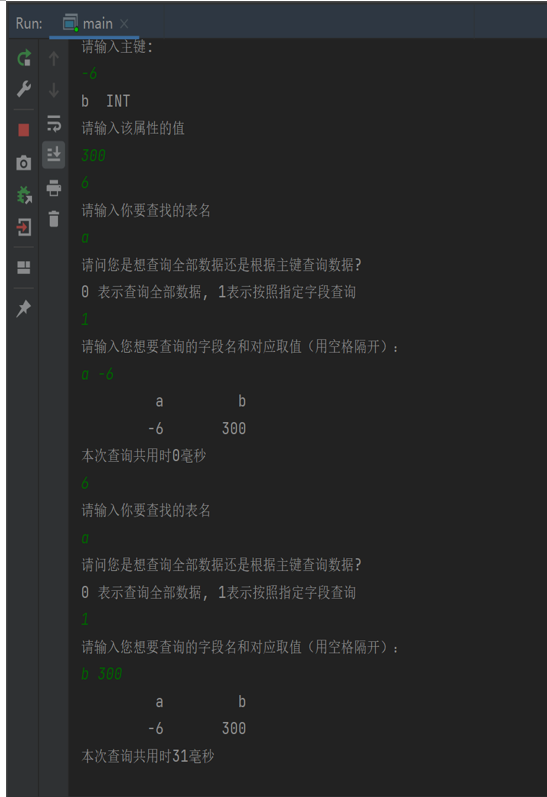 Run: main
请输入主键:
-6
b INT
请输入该属性的值
300
6
请输入你要查找的表名
a
请问您是想查询全部数据还是根据主键查询数据?
0 表示查询全部数据, 1表示按照指定字段查询
1
请输入您想要查询的字段名和对应取值（用空格隔开）:
a -6
a b
-6 300
本次查询共用时0毫秒
6
请输入你要查找的表名
a
请问您是想查询全部数据还是根据主键查询数据?
0 表示查询全部数据, 1表示按照指定字段查询
1
请输入您想要查询的字段名和对应取值（用空格隔开）:
b 300
a b
-6 300
本次查询共用时31毫秒